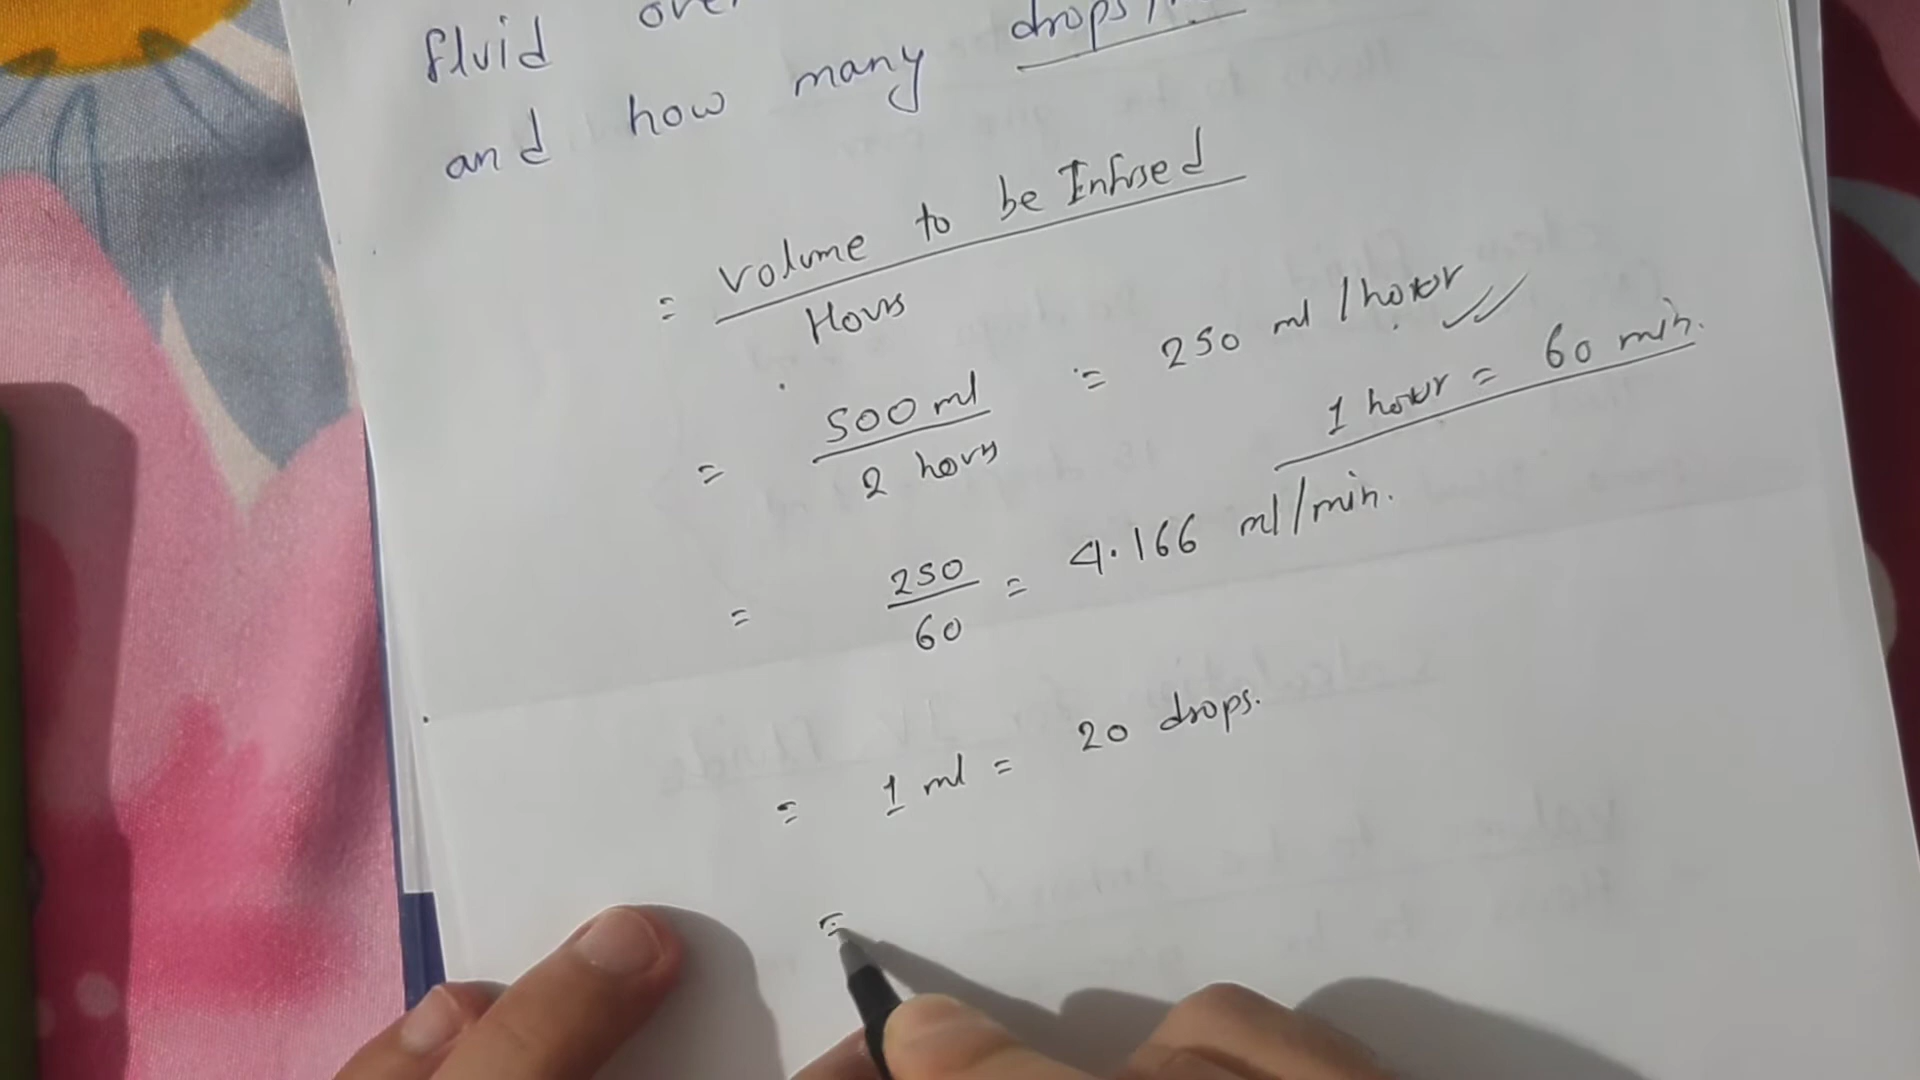 fluid
and how many drops
= volume to be Infused
Hours
= 500 ml = 250 ml / hour
2 hours
1 hour = 60 min.
= 250 = 4.166 ml/min.
60
= 1 ml = 20 drops.
=